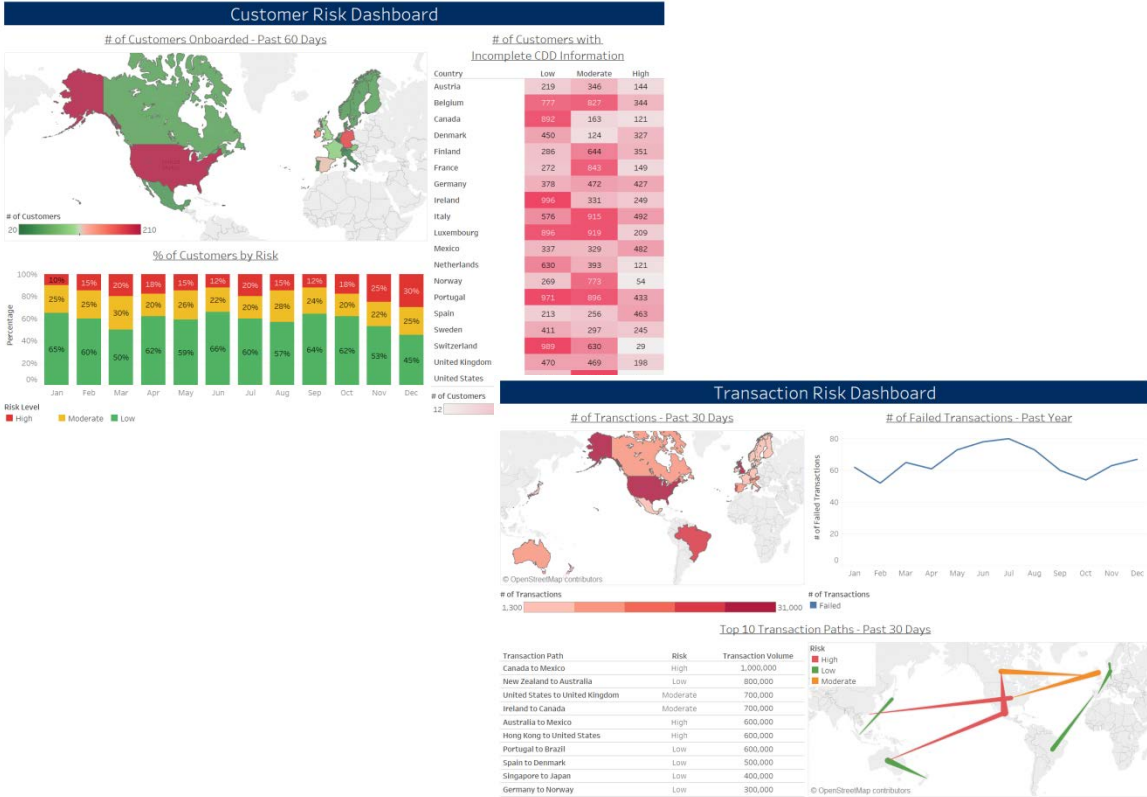 Customer Risk Dashboard
# of Customers Onboarded - Past 60 Days
# of Customers
20 210
# of Customers with
Incomplete CDD Information
Country Low Moderate High
Austria 219 346 144
Belgium 777 827 344
Canada 892 163 121
Denmark 450 124 327
Finland 286 644 351
France 272 843 149
Germany 378 472 427
Ireland 996 331 249
Italy 576 915 492
Luxembourg 896 919 209
Mexico 337 329 482
Netherlands 630 393 121
Norway 269 773 54
Portugal 971 896 433
Spain 213 256 463
Sweden 411 297 245
Switzerland 989 630 29
United Kingdom 470 469 198
United States
# of Customers
12
% of Customers by Risk
Percentage
100%
80%
60%
40%
20%
0%
10% 15% 20% 18% 15% 12% 20% 15% 12% 18% 25% 30%
25% 25% 30% 20% 26% 22% 20% 28% 24% 20% 22% 25%
65% 60% 50% 62% 59% 66% 60% 57% 64% 62% 53% 45%
Jan Feb Mar Apr May Jun Jul Aug Sep Oct Nov Dec
Risk Level
High Moderate Low
Transaction Risk Dashboard
# of Transctions - Past 30 Days
© OpenStreetMap contributors
# of Transactions
1,300 31,000
# of Failed Transactions - Past Year
# of Failed Transactions
80
60
40
20
0
Jan Feb Mar Apr May Jun Jul Aug Sep Oct Nov Dec
# of Transactions
Failed
Top 10 Transaction Paths - Past 30 Days
Transaction Path Risk Transaction Volume
Canada to Mexico High 1,000,000
New Zealand to Australia Low 800,000
United States to United Kingdom Moderate 700,000
Ireland to Canada Moderate 700,000
Australia to Mexico High 600,000
Hong Kong to United States High 600,000
Portugal to Brazil Low 600,000
Spain to Denmark Low 500,000
Singapore to Japan Low 400,000
Germany to Norway Low 300,000
Risk
High
Low
Moderate
© OpenStreetMap contributors